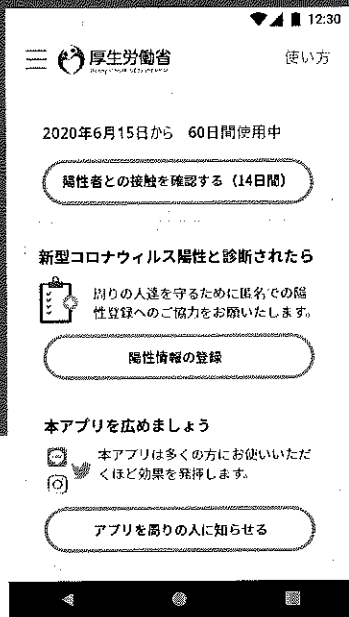 12:30
厚生労働省
使い方
2020年6月15日から 60日間使用中
陽性者との接触を確認する（14日間）
新型コロナウィルス陽性と診断されたら
周りの人達を守るために匿名での陽
性登録へのご協力をお願いたします。
陽性情報の登録
本アプリを広めましょう
本アプリは多くの方にお使いいただ
くほど効果を発揮します。
アプリを周りの人に知らせる